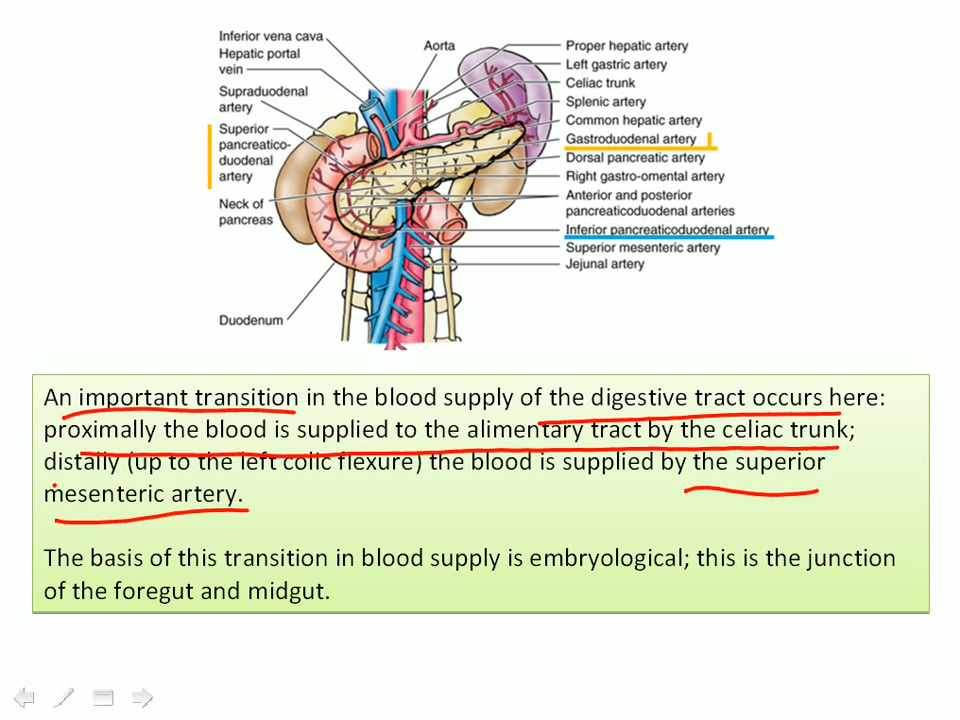 Inferior vena cava
Hepatic portal
vein
Supraduodenal
artery
Superior
pancreatico-
duodenal
artery
Neck of
pancreas
Duodenum
Aorta
Proper hepatic artery
Left gastric artery
Celiac trunk
Splenic artery
Common hepatic artery
Gastroduodenal artery
Dorsal pancreatic artery
Right gastro-omental artery
Anterior and posterior
pancreaticoduodenal arteries
Inferior pancreaticoduodenal artery
Superior mesenteric artery
Jejunal artery
An important transition in the blood supply of the digestive tract occurs here:
proximally the blood is supplied to the alimentary tract by the celiac trunk;
distally (up to the left colic flexure) the blood is supplied by the superior
mesenteric artery.
The basis of this transition in blood supply is embryological; this is the junction
of the foregut and midgut.